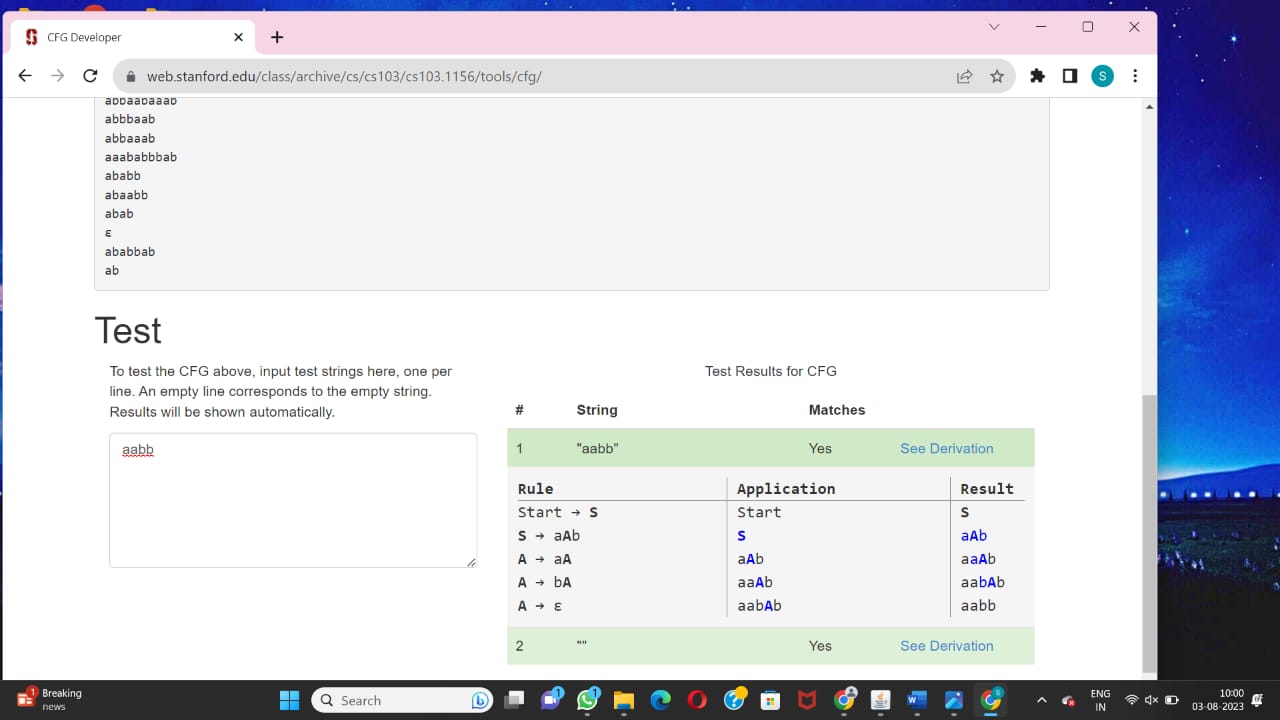 CFG Developer
web.stanford.edu/class/archive/cs/cs103/cs103.1156/tools/cfg/
S
abbaabaaab
abbbaab
abbaaab
aaababbbab
ababb
abaabb
abab
ε
ababbab
ab
Test
To test the CFG above, input test strings here, one per
line. An empty line corresponds to the empty string.
Results will be shown automatically.
aabb
Test Results for CFG
# String Matches
1 "aabb" Yes See Derivation
Rule Application Result
Start → S Start S
S → aAb S aAb
A → aA aAb aaAb
A → bA aaAb aabAb
A → ε aabAb aabb
2 "" Yes See Derivation
1 Breaking
news
Search
1
1
S
W
ENG
IN
10:00
03-08-2023